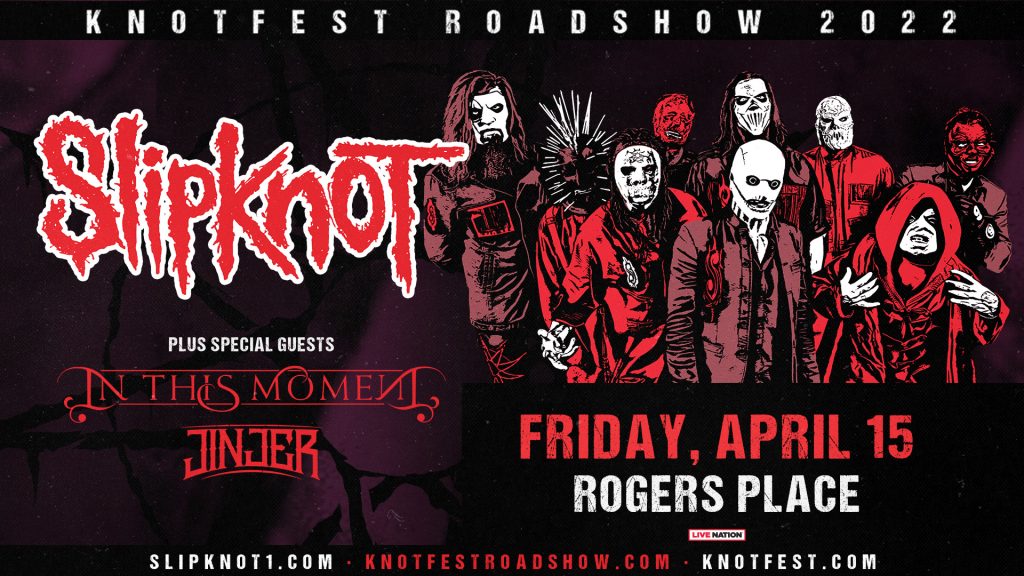 KNOTFEST ROADSHOW 2022
SlipknoT
PLUS SPECIAL GUESTS
IN THIS MOMENT
JINJER
FRIDAY, APRIL 15
ROGERS PLACE
LIVE NATION
SLIPKNOT1.COM · KNOTFESTROADSHOW.COM · KNOTFEST.COM